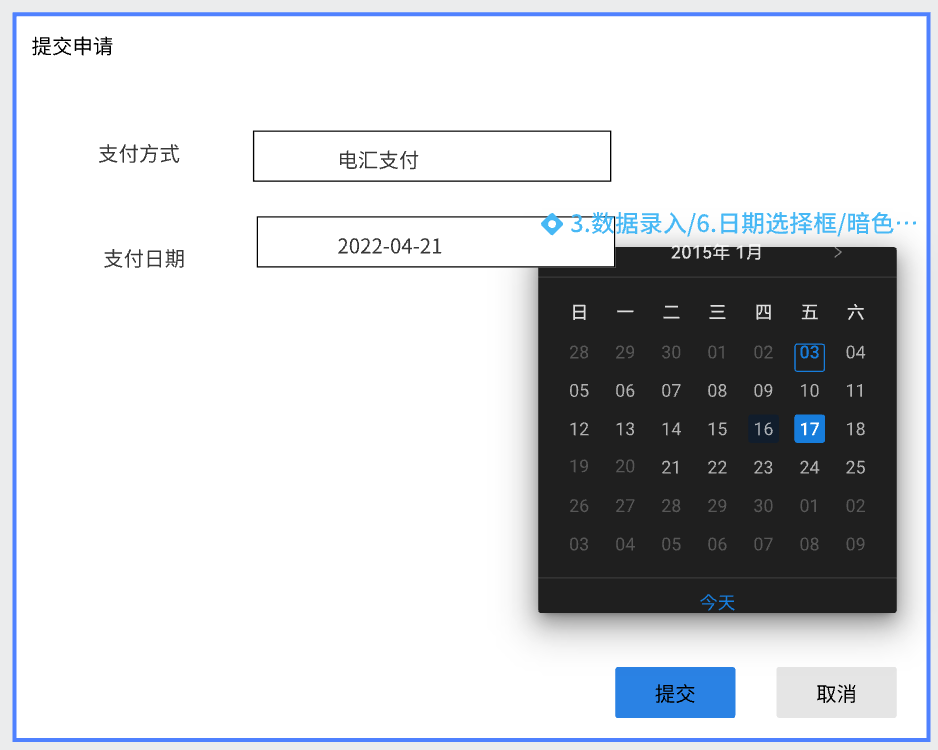 提交申请
支付方式
电汇支付
3.数据录入/6.日期选择框/暗色…
支付日期
2022-04-21
2015年 1月
日 一 二 三 四 五 六
28 29 30 01 02 03 04
05 06 07 08 09 10 11
12 13 14 15 16 17 18
19 20 21 22 23 24 25
26 27 28 29 30 01 02
03 04 05 06 07 08 09
今天
提交 取消